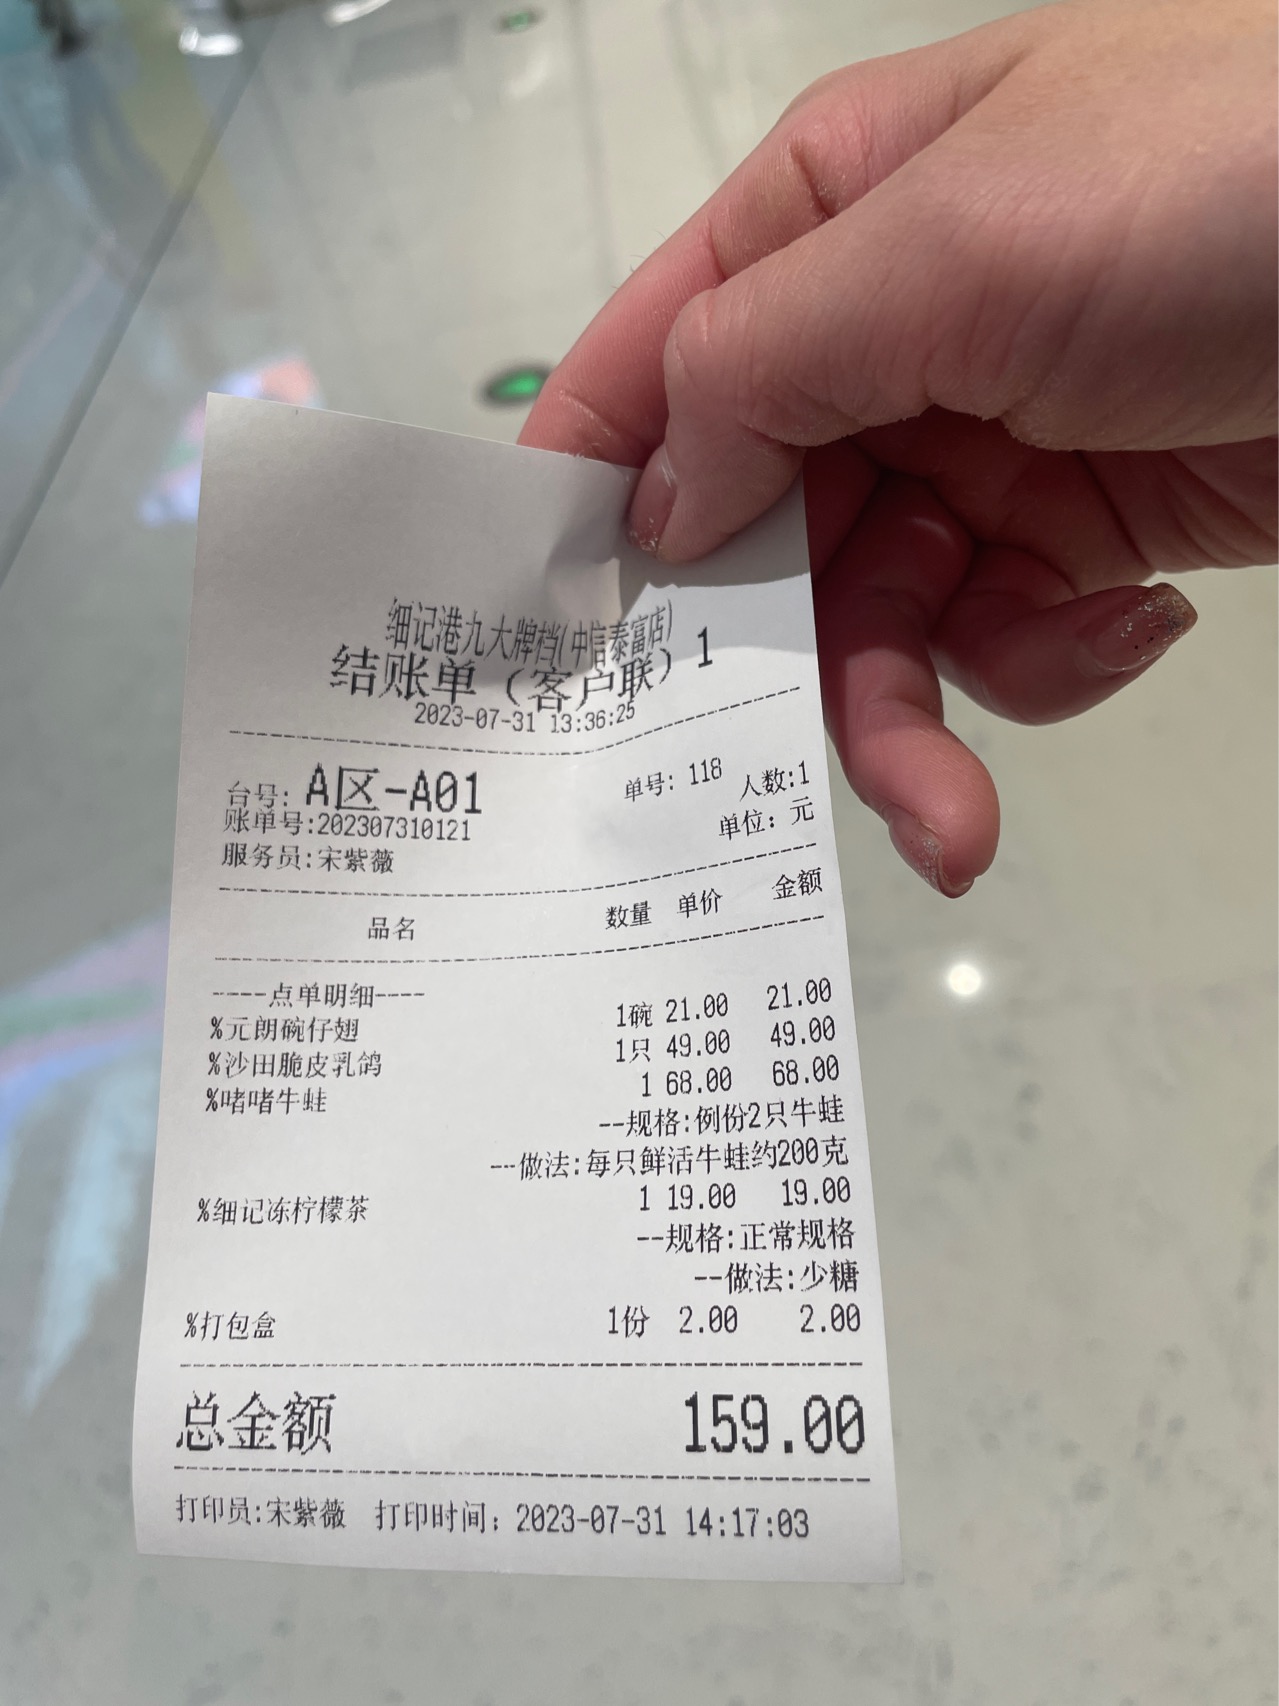 细记港九大牌档(中信泰富店)
结账单（客户联）1
2023-07-31 13:36:25
台号: A区-A01 单号: 118 人数:1
账单号:202307310121 单位: 元
服务员:宋紫薇
品名 数量 单价 金额
----点单明细----
%元朗碗仔翅 1碗 21.00 21.00
%沙田脆皮乳鸽 1只 49.00 49.00
%啫啫牛蛙 1 68.00 68.00
--规格:例份2只牛蛙
--做法:每只鲜活牛蛙约200克
%细记冻柠檬茶 1 19.00 19.00
--规格:正常规格
--做法:少糖
%打包盒 1份 2.00 2.00
总金额 159.00
打印员:宋紫薇 打印时间: 2023-07-31 14:17:03